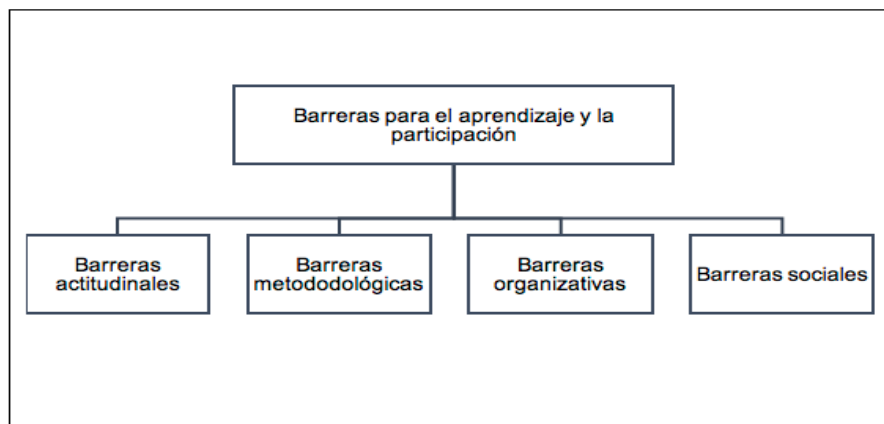 Barreras para el aprendizaje y la
participación
Barreras
actitudinales
Barreras
metododológicas
Barreras
organizativas
Barreras sociales